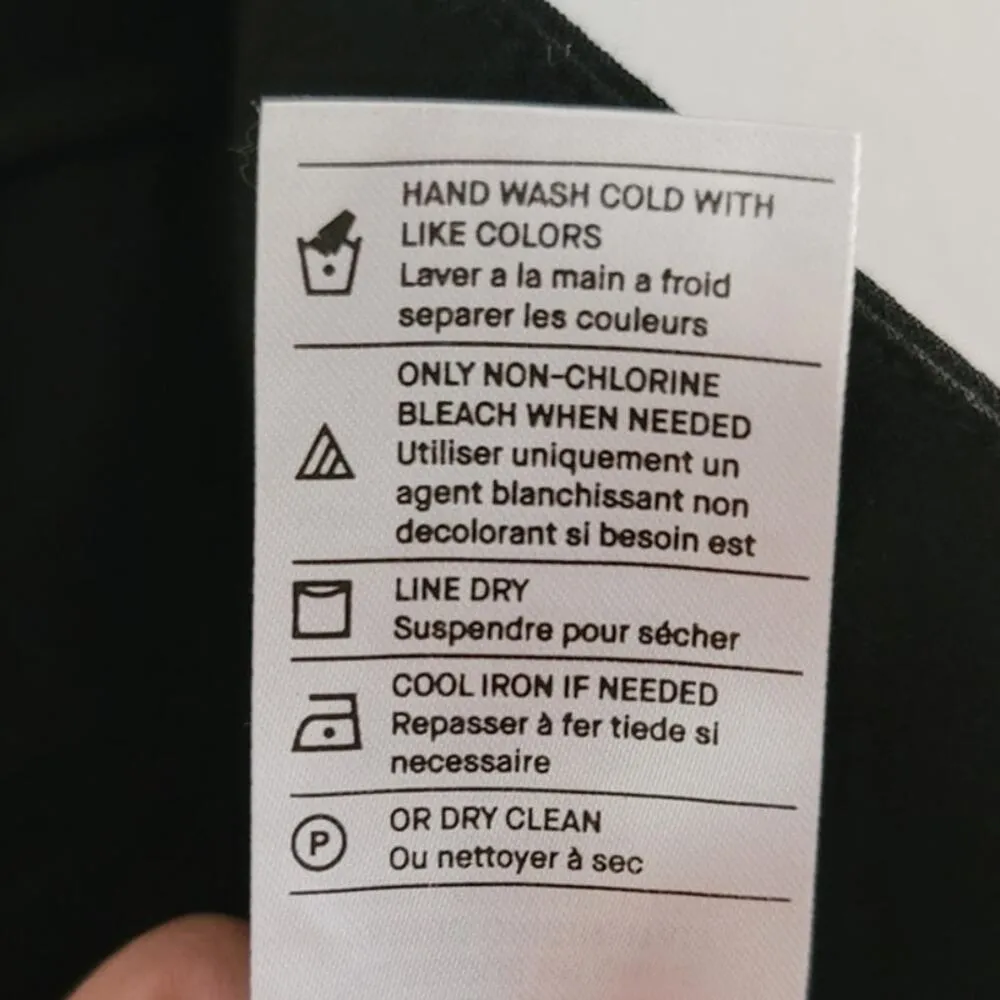 HAND WASH COLD WITH
LIKE COLORS
Laver a la main a froid
separer les couleurs
ONLY NON-CHLORINE
BLEACH WHEN NEEDED
Utiliser uniquement un
agent blanchissant non
decolorant si besoin est
LINE DRY
Suspendre pour sécher
COOL IRON IF NEEDED
Repasser à fer tiede si
necessaire
P
OR DRY CLEAN
Ou nettoyer à sec